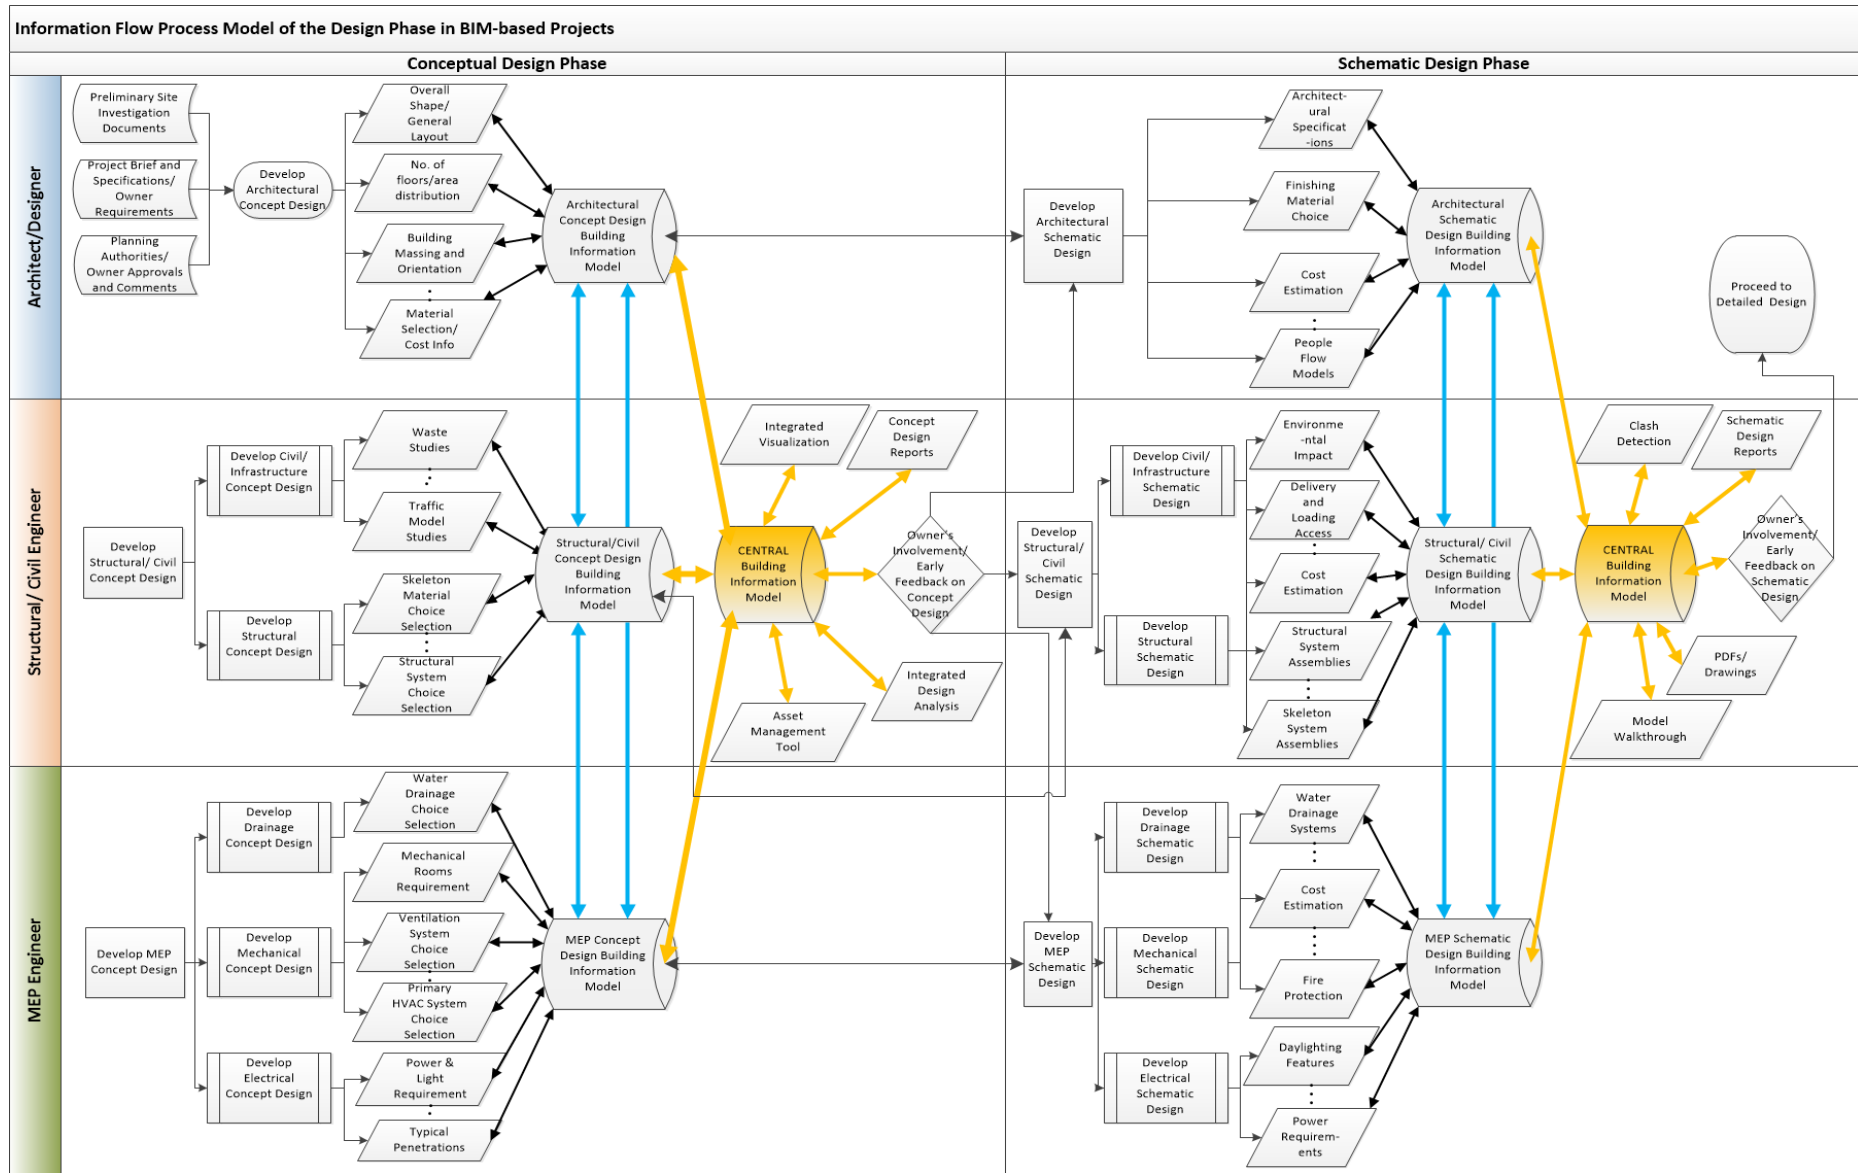 Information Flow Process Model of the Design Phase in BIM-based Projects
Conceptual Design Phase
Schematic Design Phase
Architect/Designer
Preliminary Site
Investigation
Documents
Project Brief and
Specifications/
Owner
Requirements
Planning
Authorities/
Owner Approvals
and Comments
Develop
Architectural
Concept Design
Overall
Shape/
General
Layout
No. of
floors/area
distribution
Building
Massing and
Orientation
Material
Selection/
Cost Info
Architectural
Concept Design
Building
Information
Model
Develop
Architectural
Schematic
Design
Architect-
ural
Specificat
-ions
Finishing
Material
Choice
Cost
Estimation
People
Flow
Models
Architectural
Schematic
Design Building
Information
Model
Proceed to
Detailed Design
Structural/ Civil Engineer
Develop
Structural/ Civil
Concept Design
Develop Civil/
Infrastructure
Concept Design
Develop
Structural
Concept Design
Waste
Studies
Traffic
Model
Studies
Skeleton
Material
Choice
Selection
Structural
System
Choice
Selection
Structural/Civil
Concept Design
Building
Information
Model
Integrated
Visualization
Concept
Design
Reports
CENTRAL
Building
Information
Model
Asset
Management
Tool
Integrated
Design
Analysis
Owner's
Involvement/
Early
Feedback on
Concept
Design
Develop
Structural/
Civil
Schematic
Design
Develop Civil/
Infrastructure
Schematic
Design
Develop
Structural
Schematic
Design
Environme
-ntal
Impact
Delivery
and
Loading
Access
Cost
Estimation
Structural
System
Assemblies
Skeleton
System
Assemblies
Structural/ Civil
Schematic
Design Building
Information
Model
Clash
Detection
Schematic
Design
Reports
CENTRAL
Building
Information
Model
PDFs/
Drawings
Model
Walkthrough
Owner's
Involvement/
Early
Feedback on
Schematic
Design
MEP Engineer
Develop MEP
Concept Design
Develop
Drainage
Concept Design
Develop
Mechanical
Concept Design
Develop
Electrical
Concept Design
Water
Drainage
Choice
Selection
Mechanical
Rooms
Requirement
Ventilation
System
Choice
Selection
Primary
HVAC System
Choice
Selection
Power &
Light
Requirement
Typical
Penetrations
MEP Concept
Design Building
Information
Model
Develop
MEP
Schematic
Design
Develop
Drainage
Schematic
Design
Develop
Mechanical
Schematic
Design
Develop
Electrical
Schematic
Design
Water
Drainage
Systems
Cost
Estimation
Fire
Protection
Daylighting
Features
Power
Requirem-
ents
MEP Schematic
Design Building
Information
Model